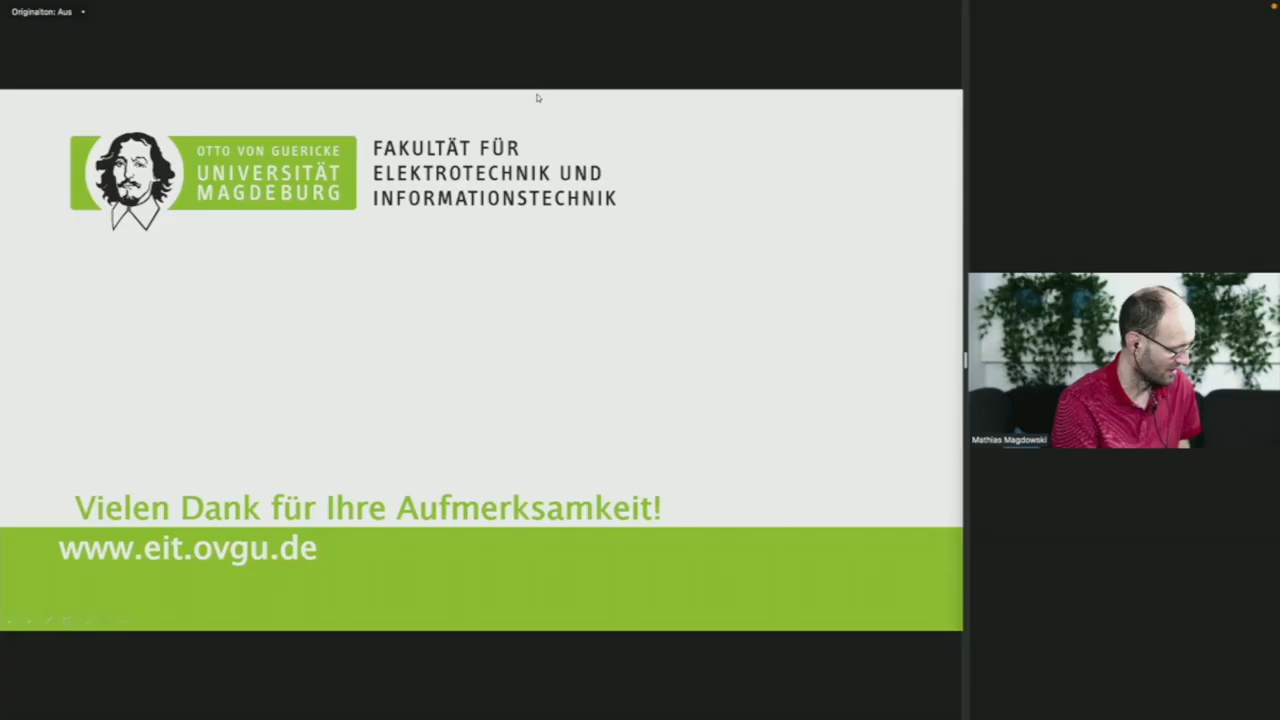 Originalton: Aus
OTTO VON GUERICKE
UNIVERSITÄT
MAGDEBURG
FAKULTÄT FÜR
ELEKTROTECHNIK UND
INFORMATIONSTECHNIK
Mathias Magdowski
Vielen Dank für Ihre Aufmerksamkeit!
www.eit.ovgu.de